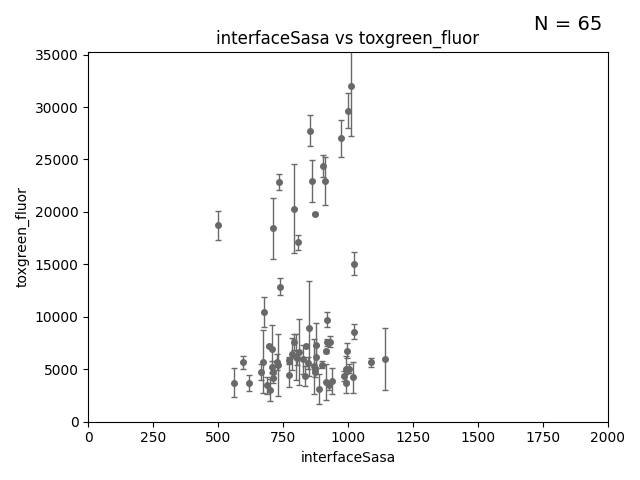 N = 65
interfaceSasa vs toxgreen_fluor
35000
30000
25000
20000
15000
10000
5000
0
toxgreen_fluor
0 250 500 750 1000 1250 1500 1750 2000
interfaceSasa